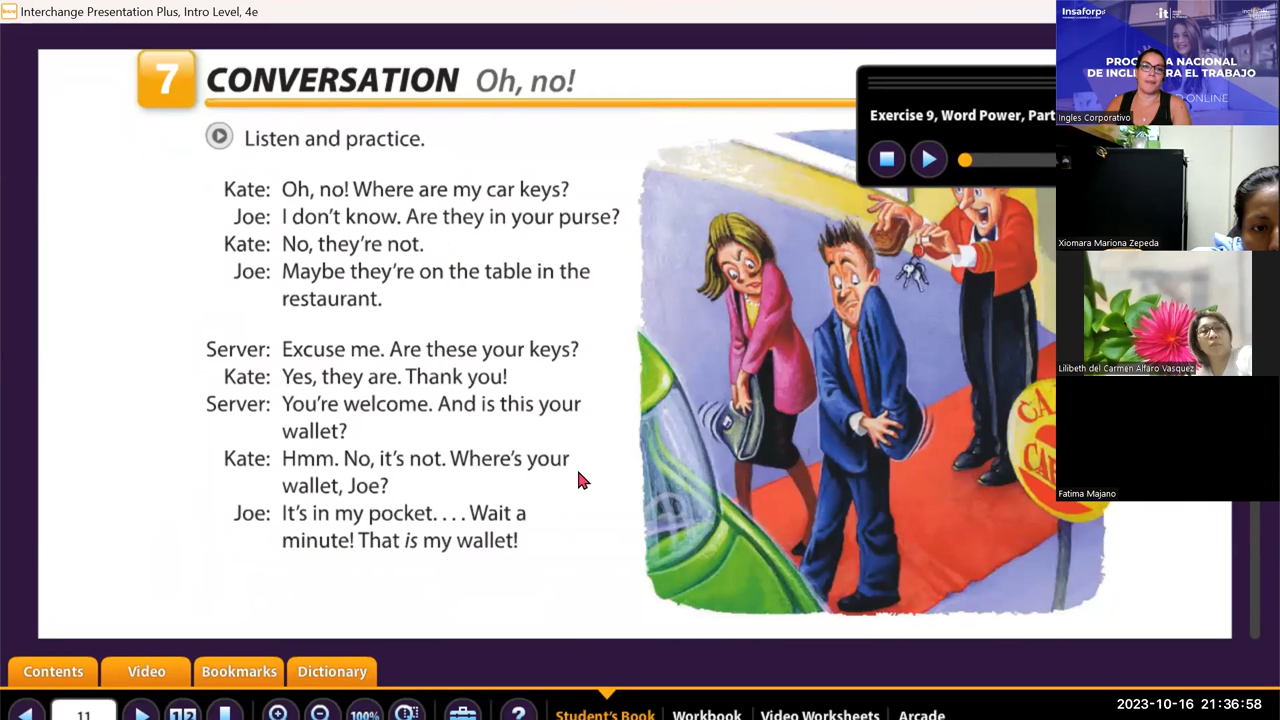 Interchange Presentation Plus, Intro Level, 4e
7 CONVERSATION Oh, no!
Listen and practice.
Kate: Oh, no! Where are my car keys?
Joe: I don't know. Are they in your purse?
Kate: No, they're not.
Joe: Maybe they're on the table in the
restaurant.
Server: Excuse me. Are these your keys?
Kate: Yes, they are. Thank you!
Server: You're welcome. And is this your
wallet?
Kate: Hmm. No, it's not. Where's your
wallet, Joe?
Joe: It's in my pocket. . . . Wait a
minute! That is my wallet!
Exercise 9, Word Power, Part
Insaforp
PROGRAMA NACIONAL
DE INGLÉS PARA EL TRABAJO
ONLINE
Ingles Corporativo
Xiomara Mariona Zepeda
Lilibeth del Carmen Alfaro Vasquez
Fatima Majano
Contents
Video
Bookmarks
Dictionary
11
100%
?
Student's Book
Workbook
Video Worksheets
Arcade
2023-10-16 21:36:58